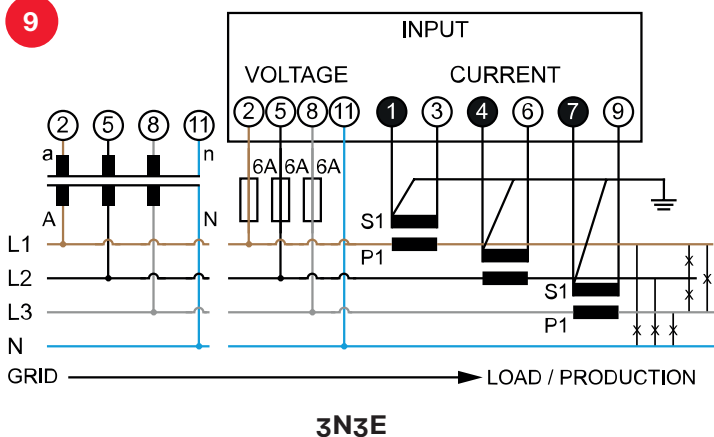 9
INPUT
VOLTAGE CURRENT
2 5 8 11 2 5 8 11 1 3 4 6 7 9
a n 6A 6A 6A
A N S1
L1 P1
L2
S1
L3
P1
N
GRID LOAD / PRODUCTION
3N3E